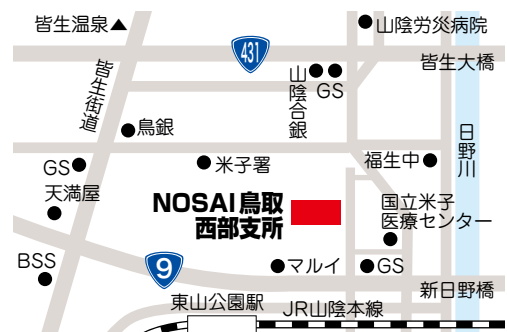 皆生温泉▲
431
山陰労災病院
皆生大橋
皆生街道
山陰合銀
GS
日野川
鳥銀
GS
米子署
福生中
天満屋
NOSAI鳥取
西部支所
国立米子
医療センター
BSS
9
マルイ
GS
新日野橋
東山公園駅
JR山陰本線